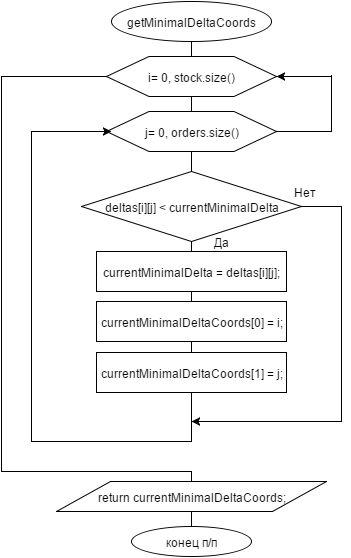 getMinimalDeltaCoords
i= 0, stock.size()
j= 0, orders.size()
Нет
deltas[i][j] < currentMinimalDelta
Да
currentMinimalDelta = deltas[i][j];
currentMinimalDeltaCoords[0] = i;
currentMinimalDeltaCoords[1] = j;
return currentMinimalDeltaCoords;
конец п/п